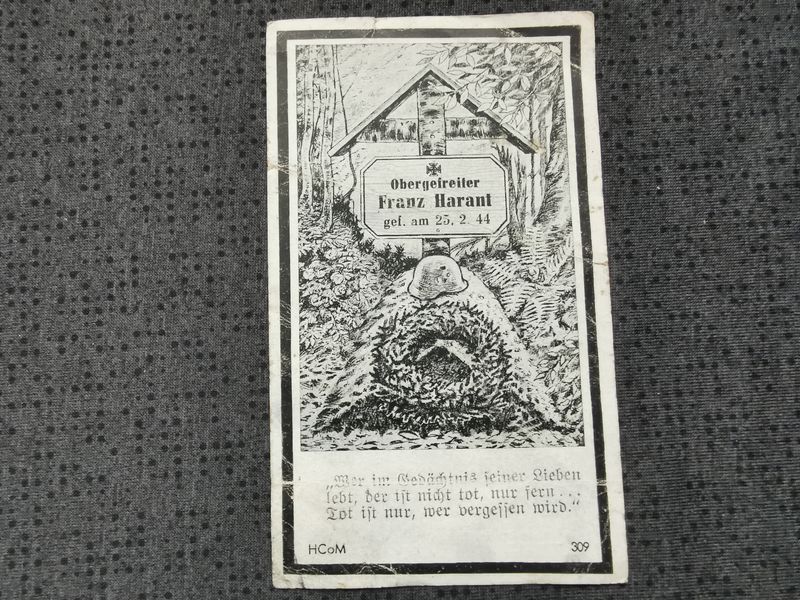 Obergefreiter
Franz Harant
gef. am 25. 2. 44
„Wer im Gedächtnis seiner Lieben
lebt, der ist nicht tot, nur fern...
Tot ist nur, wer vergessen wird.“
HCoM
309